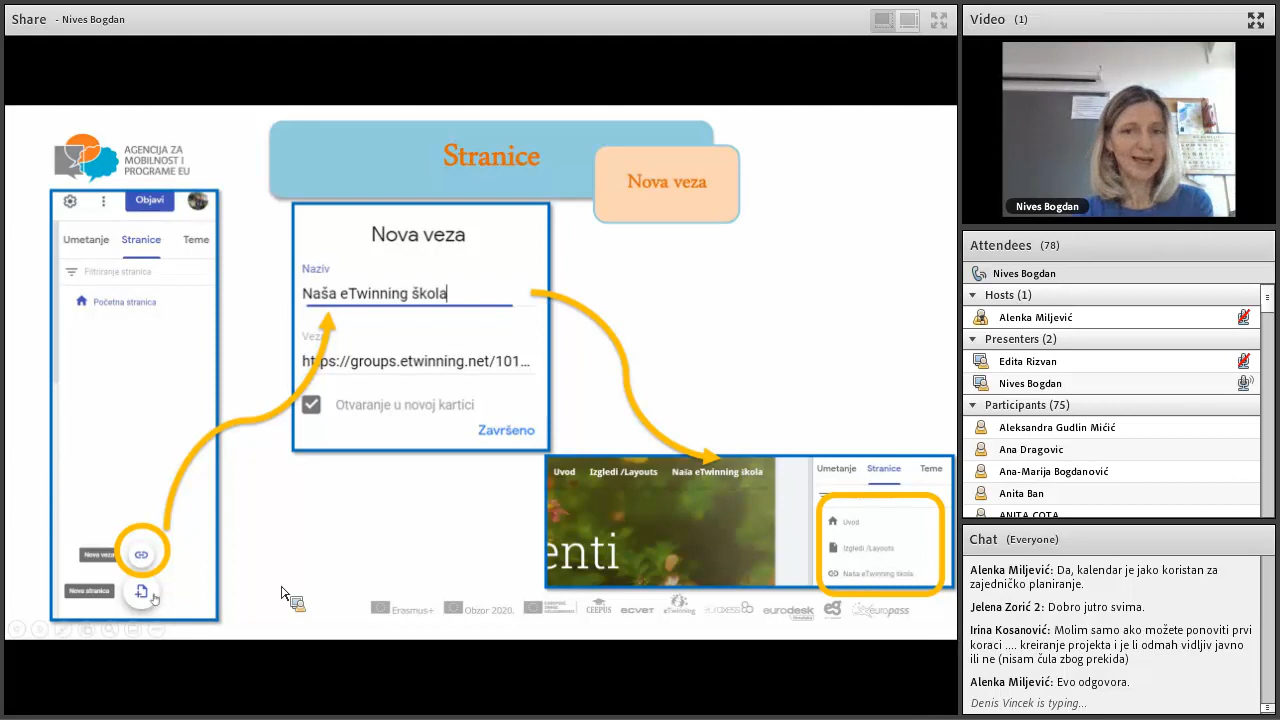 Share - Nives Bogdan
AGENCIJA ZA
MOBILNOST I
PROGRAME EU
Stranice
Nova veza
Objavi
Umetanje Stranice Teme
Filtriranje stranica
Početna stranica
Nova veza
Nova stranica
Nova veza
Naziv
Naša eTwinning škola
Veza
https://groups.etwinning.net/101...
Otvaranje u novoj kartici
Završeno
Uvod Izgledi /Layouts Naša eTwinning škola
enti
Umetanje Stranice Teme
Uvod
Izgledi /Layouts
Naša eTwinning škola
Erasmus+ Obzor 2020. CEEPUS ecvet eTwinning euroguidance eurodesk eg europass
Video (1)
Nives Bogdan
Attendees (78)
Nives Bogdan
Hosts (1)
Alenka Miljević
Presenters (2)
Edita Rizvan
Nives Bogdan
Participants (75)
Aleksandra Gudlin Mićić
Ana Dragovic
Ana-Marija Bogdanović
Anita Ban
ANITA COTA
Chat (Everyone)
Alenka Miljević: Da, kalendar je jako koristan za
zajedničko planiranje.
Jelena Zorić 2: Dobro jutro svima.
Irina Kosanović: Molim samo ako možete ponoviti prvi
koraci .... kreiranje projekta i je li odmah vidljiv javno
ili ne (nisam čula zbog prekida)
Alenka Miljević: Evo odgovora.
Denis Vincek is typing...